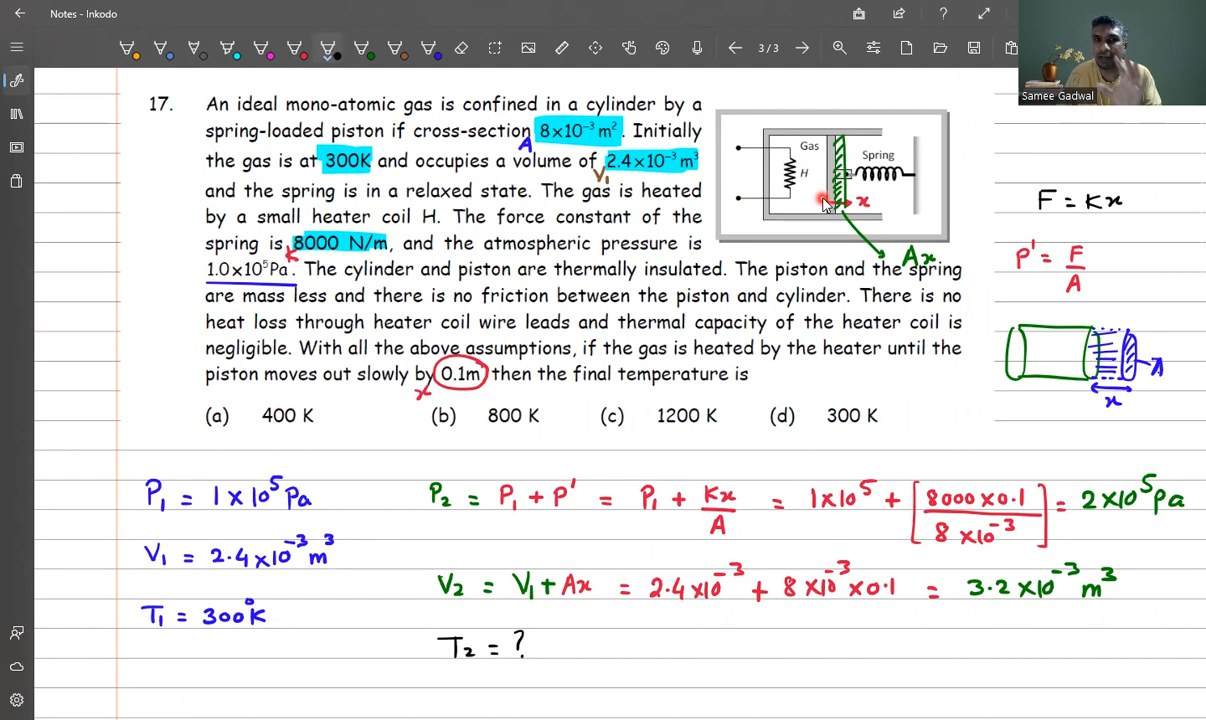 Notes - Inkodo
3/3
Samee Gadwal
17. An ideal mono-atomic gas is confined in a cylinder by a
spring-loaded piston if cross-section 8×10⁻³ m². Initially
A
the gas is at 300K and occupies a volume of 2.4×10⁻³ m³
V₁
and the spring is in a relaxed state. The gas is heated
by a small heater coil H. The force constant of the
spring is 8000 N/m, and the atmospheric pressure is
K
1.0×10⁵Pa. The cylinder and piston are thermally insulated. The piston and the spring
are mass less and there is no friction between the piston and cylinder. There is no
heat loss through heater coil wire leads and thermal capacity of the heater coil is
negligible. With all the above assumptions, if the gas is heated by the heater until the
piston moves out slowly by 0.1m then the final temperature is
x
(a) 400 K (b) 800 K (c) 1200 K (d) 300 K
Gas
Spring
H
x
Ax
F = Kx
P' = F/A
A
x
P₁ = 1 × 10⁵ Pa
V₁ = 2.4×10⁻³ m³
T₁ = 300°K
P₂ = P₁ + P' = P₁ + Kx/A = 1×10⁵ + [8000×0.1 / 8×10⁻³] = 2×10⁵ Pa
V₂ = V₁ + Ax = 2.4×10⁻³ + 8×10⁻³×0.1 = 3.2×10⁻³ m³
T₂ = ?